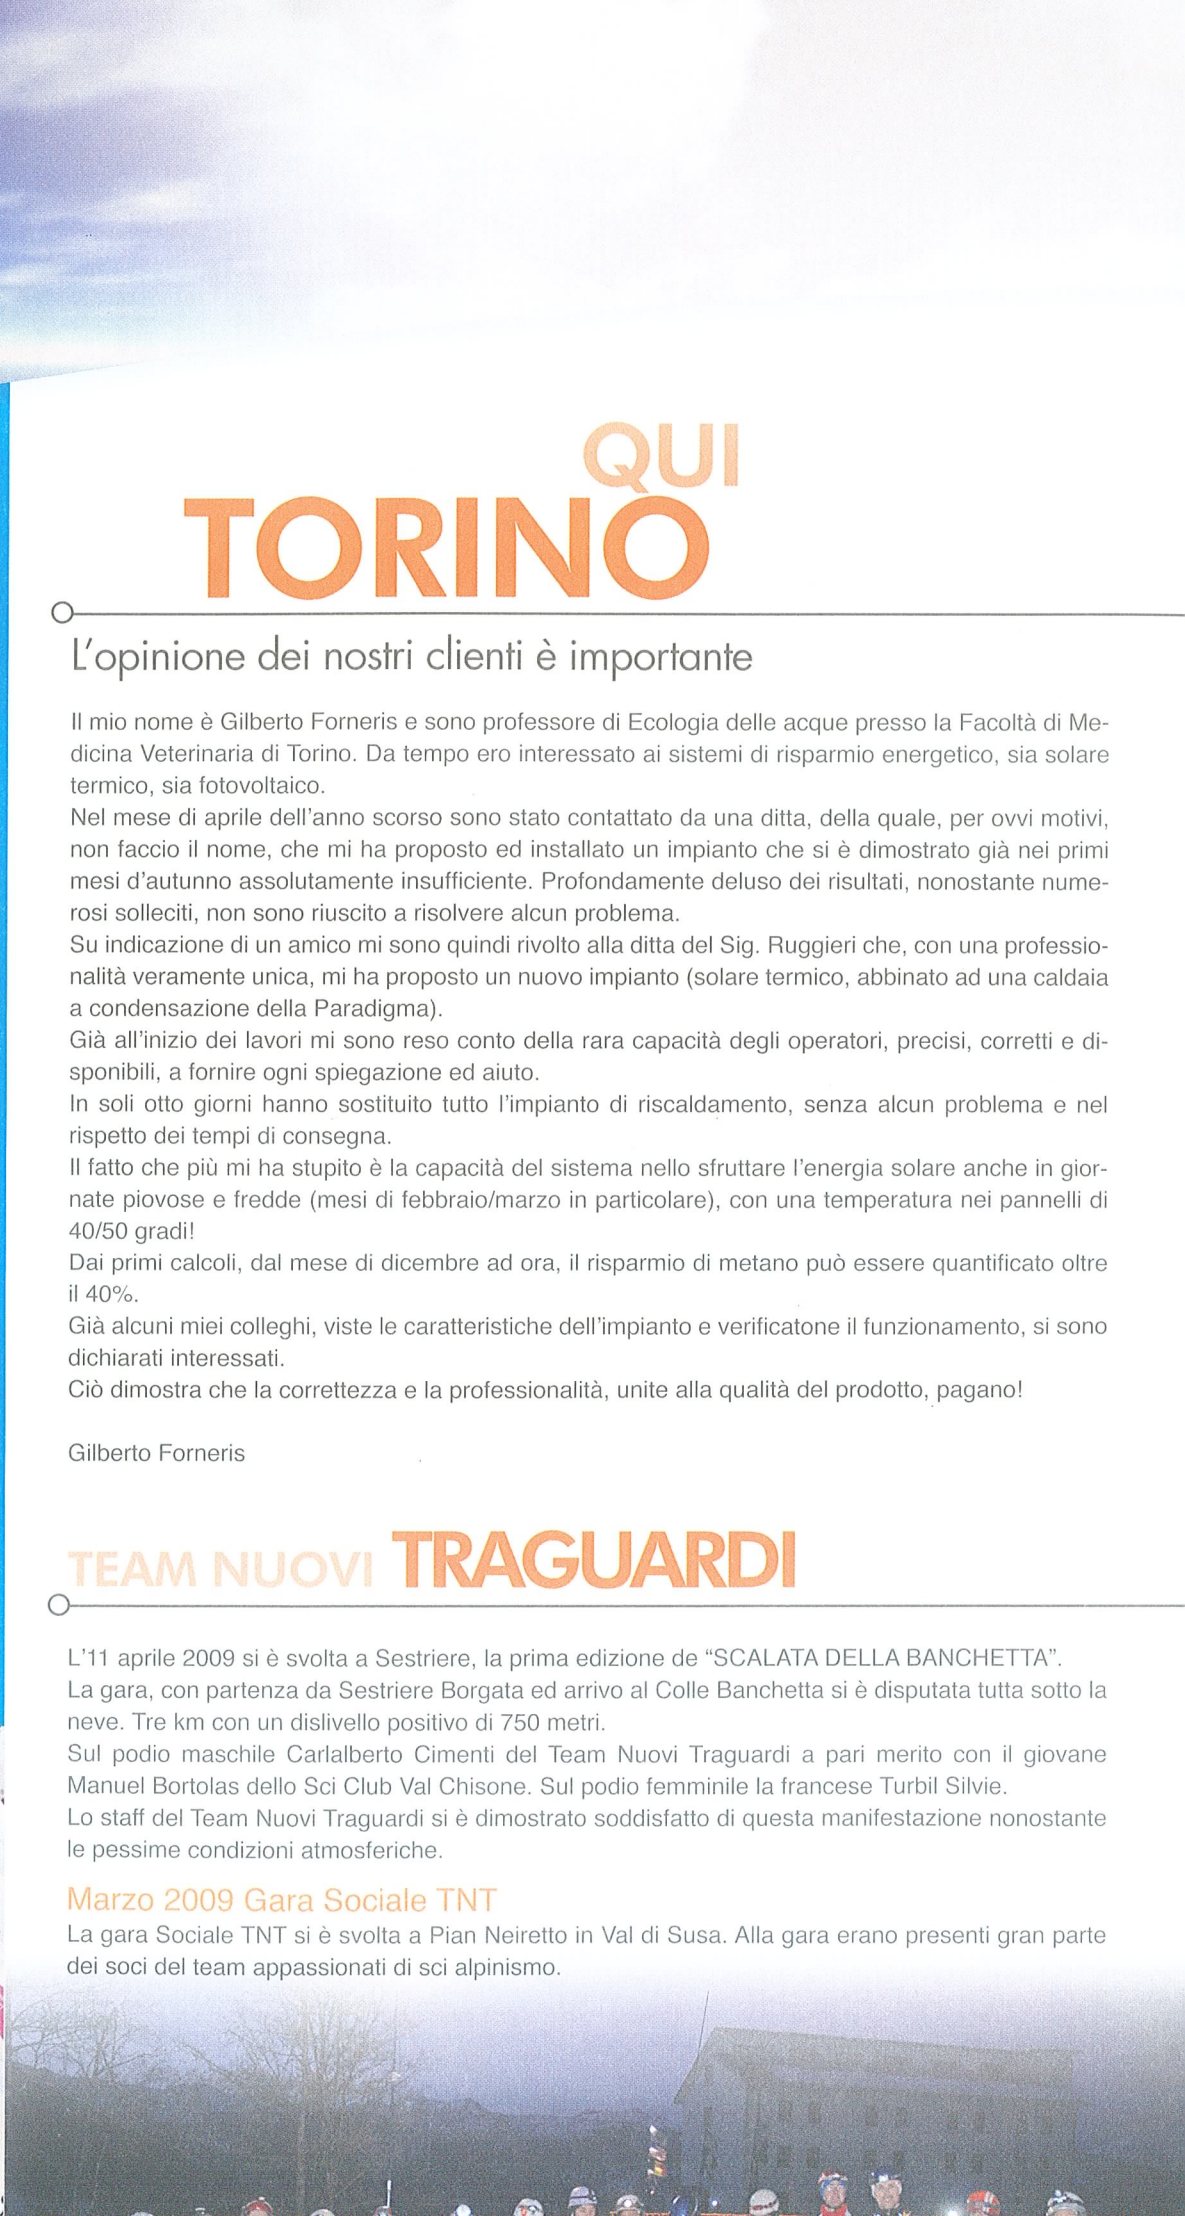 QUI
TORINO
L'opinione dei nostri clienti è importante
Il mio nome è Gilberto Forneris e sono professore di Ecologia delle acque presso la Facoltà di Me-
dicina Veterinaria di Torino. Da tempo ero interessato ai sistemi di risparmio energetico, sia solare
termico, sia fotovoltaico.
Nel mese di aprile dell'anno scorso sono stato contattato da una ditta, della quale, per ovvi motivi,
non faccio il nome, che mi ha proposto ed installato un impianto che si è dimostrato già nei primi
mesi d'autunno assolutamente insufficiente. Profondamente deluso dei risultati, nonostante nume-
rosi solleciti, non sono riuscito a risolvere alcun problema.
Su indicazione di un amico mi sono quindi rivolto alla ditta del Sig. Ruggieri che, con una professio-
nalità veramente unica, mi ha proposto un nuovo impianto (solare termico, abbinato ad una caldaia
a condensazione della Paradigma).
Già all'inizio dei lavori mi sono reso conto della rara capacità degli operatori, precisi, corretti e di-
sponibili, a fornire ogni spiegazione ed aiuto.
In soli otto giorni hanno sostituito tutto l'impianto di riscaldamento, senza alcun problema e nel
rispetto dei tempi di consegna.
Il fatto che più mi ha stupito è la capacità del sistema nello sfruttare l'energia solare anche in gior-
nate piovose e fredde (mesi di febbraio/marzo in particolare), con una temperatura nei pannelli di
40/50 gradi!
Dai primi calcoli, dal mese di dicembre ad ora, il risparmio di metano può essere quantificato oltre
il 40%.
Già alcuni miei colleghi, viste le caratteristiche dell'impianto e verificatone il funzionamento, si sono
dichiarati interessati.
Ciò dimostra che la correttezza e la professionalità, unite alla qualità del prodotto, pagano!
Gilberto Forneris
TEAM NUOVI TRAGUARDI
L'11 aprile 2009 si è svolta a Sestriere, la prima edizione de “SCALATA DELLA BANCHETTA”.
La gara, con partenza da Sestriere Borgata ed arrivo al Colle Banchetta si è disputata tutta sotto la
neve. Tre km con un dislivello positivo di 750 metri.
Sul podio maschile Carlalberto Cimenti del Team Nuovi Traguardi a pari merito con il giovane
Manuel Bortolas dello Sci Club Val Chisone. Sul podio femminile la francese Turbil Silvie.
Lo staff del Team Nuovi Traguardi si è dimostrato soddisfatto di questa manifestazione nonostante
le pessime condizioni atmosferiche.
Marzo 2009 Gara Sociale TNT
La gara Sociale TNT si è svolta a Pian Neiretto in Val di Susa. Alla gara erano presenti gran parte
dei soci del team appassionati di sci alpinismo.